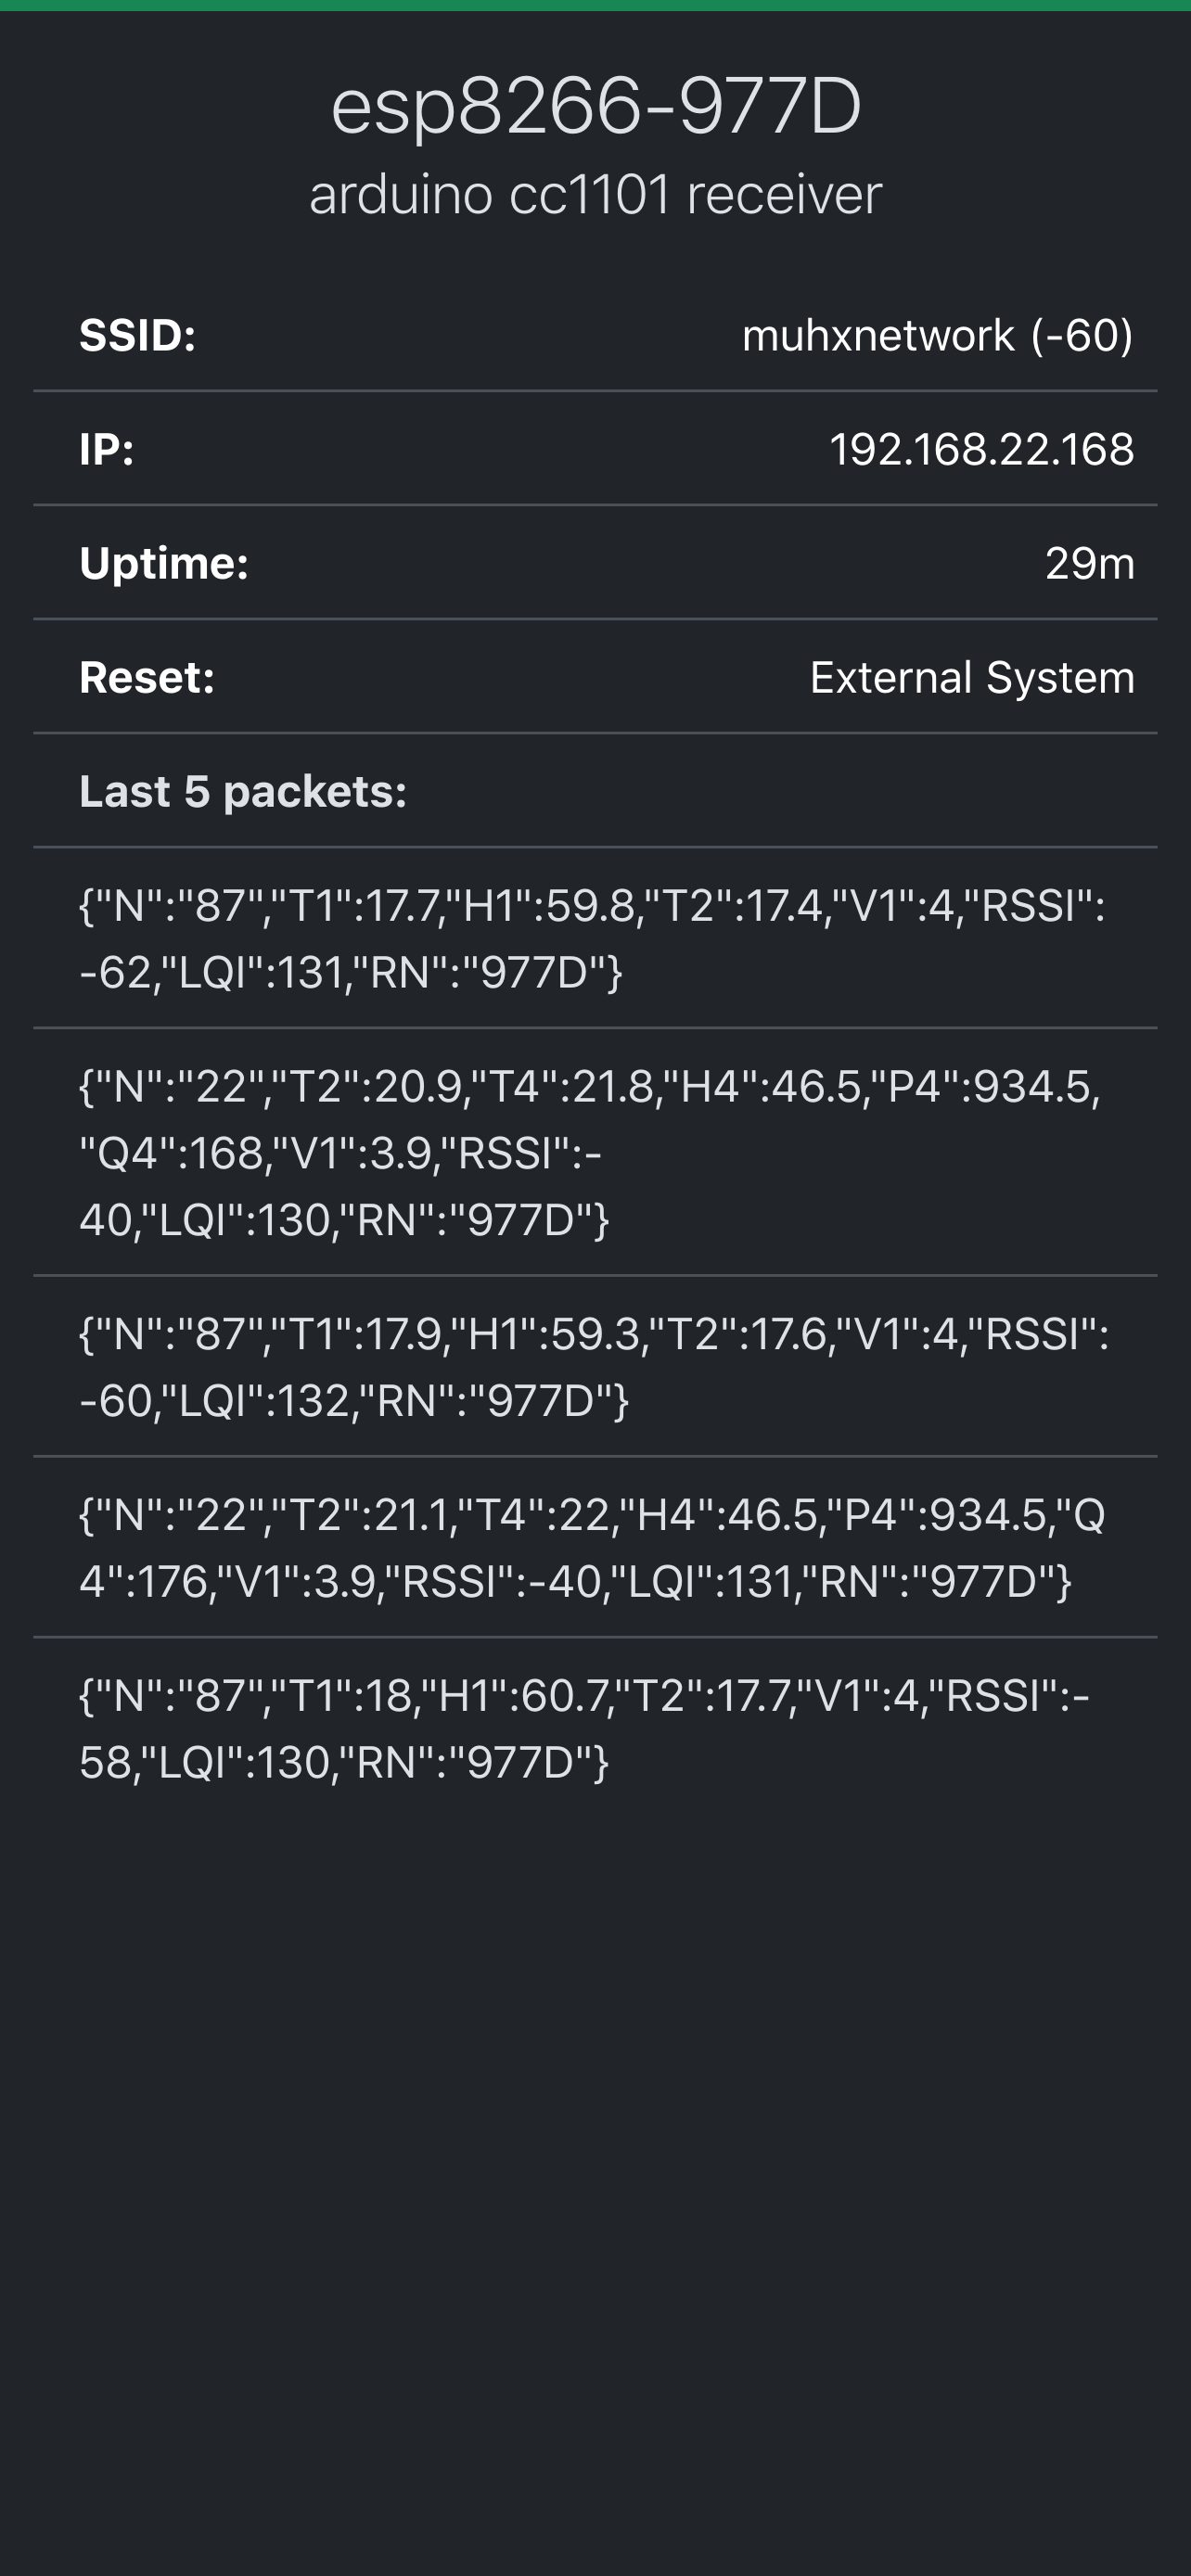 esp8266-977D
arduino cc1101 receiver
SSID: muhxnetwork (-60)
IP: 192.168.22.168
Uptime: 29m
Reset: External System
Last 5 packets:
{"N":"87","T1":17.7,"H1":59.8,"T2":17.4,"V1":4,"RSSI":
-62,"LQI":131,"RN":"977D"}
{"N":"22","T2":20.9,"T4":21.8,"H4":46.5,"P4":934.5,
"Q4":168,"V1":3.9,"RSSI":-
40,"LQI":130,"RN":"977D"}
{"N":"87","T1":17.9,"H1":59.3,"T2":17.6,"V1":4,"RSSI":
-60,"LQI":132,"RN":"977D"}
{"N":"22","T2":21.1,"T4":22,"H4":46.5,"P4":934.5,"Q
4":176,"V1":3.9,"RSSI":-40,"LQI":131,"RN":"977D"}
{"N":"87","T1":18,"H1":60.7,"T2":17.7,"V1":4,"RSSI":-
58,"LQI":130,"RN":"977D"}